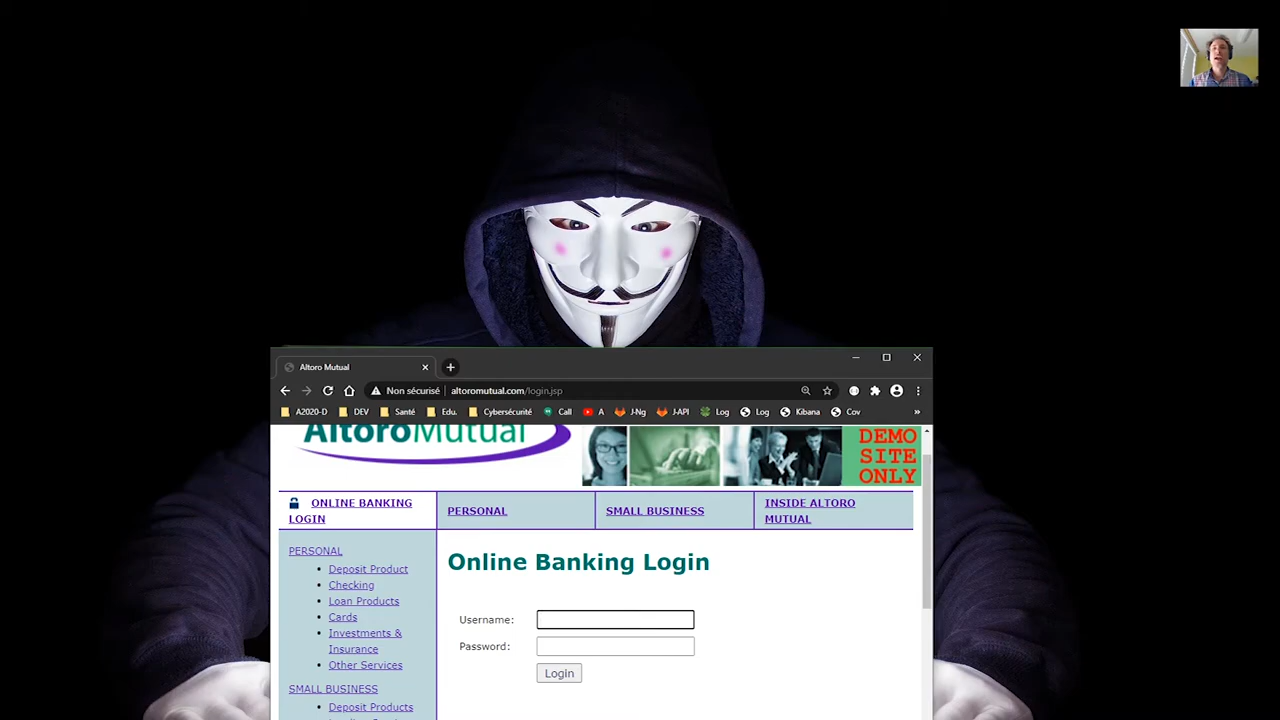 Altoro Mutual
Non sécurisé altoromutual.com/login.jsp
A2020-D DEV Santé Edu. Cybersécurité Call A J-Ng J-API Log Log Kibana Cov »
AltoroMutual
DEMO
SITE
ONLY
ONLINE BANKING
LOGIN
PERSONAL
SMALL BUSINESS
INSIDE ALTORO
MUTUAL
PERSONAL
Deposit Product
Checking
Loan Products
Cards
Investments &
Insurance
Other Services
SMALL BUSINESS
Deposit Products
Online Banking Login
Username:
Password:
Login